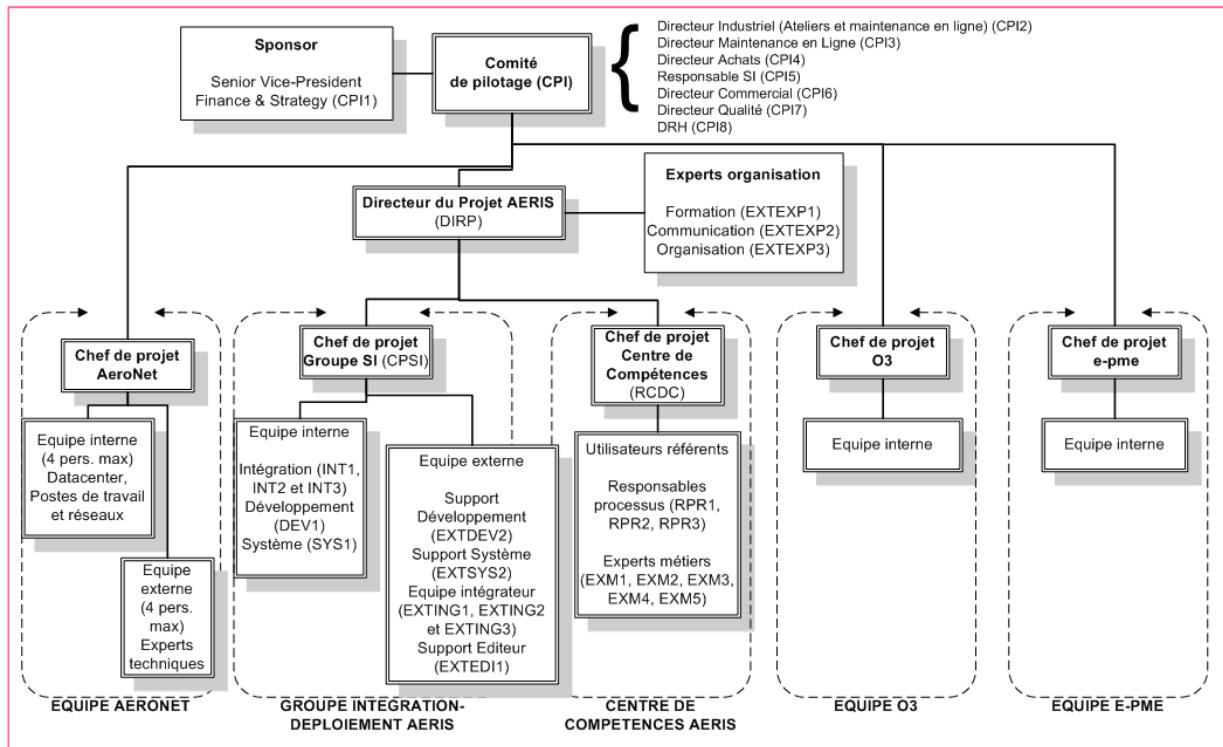 Sponsor
Senior Vice-President
Finance & Strategy (CPI1)
Comité
de pilotage (CPI)
Directeur Industriel (Ateliers et maintenance en ligne) (CPI2)
Directeur Maintenance en Ligne (CPI3)
Directeur Achats (CPI4)
Responsable SI (CPI5)
Directeur Commercial (CPI6)
Directeur Qualité (CPI7)
DRH (CPI8)
Directeur du Projet AERIS
(DIRP)
Experts organisation
Formation (EXTEXP1)
Communication (EXTEXP2)
Organisation (EXTEXP3)
Chef de projet
AeroNet
Equipe interne
(4 pers. max)
Datacenter,
Postes de travail
et réseaux
Equipe
externe
(4 pers.
max)
Experts
techniques
EQUIPE AERONET
Chef de projet
Groupe SI (CPSI)
Equipe interne
Intégration (INT1,
INT2 et INT3)
Développement
(DEV1)
Système (SYS1)
Equipe externe
Support
Développement
(EXTDEV2)
Support Système
(EXTSYS2)
Equipe intégrateur
(EXTING1, EXTING2
et EXTING3)
Support Editeur
(EXTEDI1)
GROUPE INTEGRATION-
DEPLOIEMENT AERIS
Chef de projet
Centre de
Compétences
(RCDC)
Utilisateurs référents
Responsables
processus (RPR1,
RPR2, RPR3)
Experts métiers
(EXM1, EXM2, EXM3,
EXM4, EXM5)
CENTRE DE
COMPETENCES AERIS
Chef de projet
O3
Equipe interne
EQUIPE O3
Chef de projet
e-pme
Equipe interne
EQUIPE E-PME